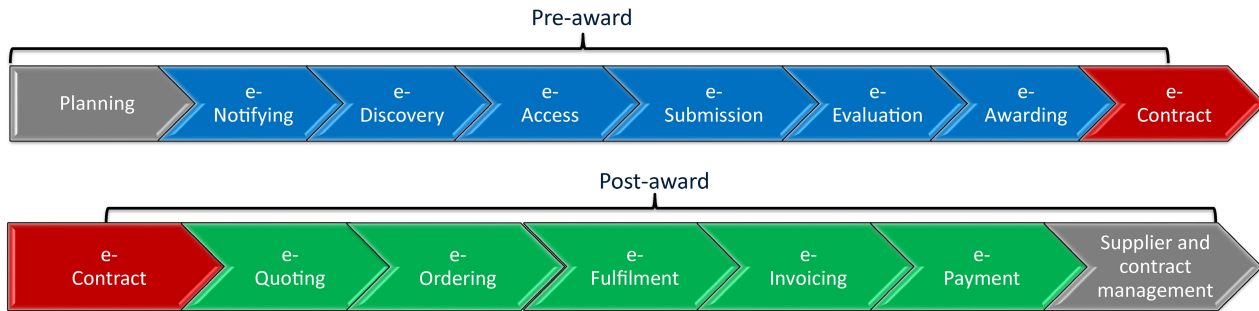 Pre-award
Planning
e-
Notifying
e-
Discovery
e-
Access
e-
Submission
e-
Evaluation
e-
Awarding
e-
Contract
Post-award
e-
Contract
e-
Quoting
e-
Ordering
e-
Fulfilment
e-
Invoicing
e-
Payment
Supplier and
contract
management